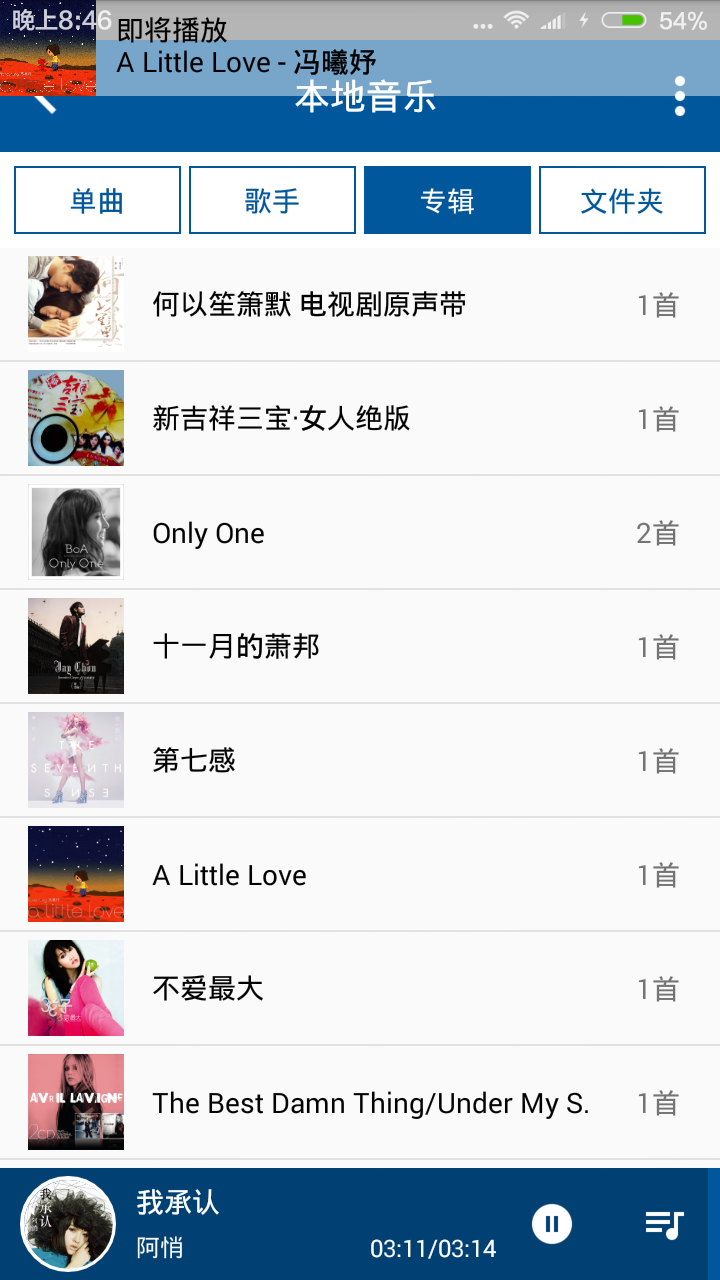 晚上8:46
54%
即将播放
A Little Love - 冯曦妤
本地音乐
单曲
歌手
专辑
文件夹
何以笙箫默 电视剧原声带
1首
新吉祥三宝·女人绝版
1首
BoA
Only One
Only One
2首
Jay Chou
十一月的萧邦
1首
THE
SEVENTH
第七感
1首
a little love
A Little Love
1首
不爱最大
1首
AVRIL LAVIGNE
2CD
The Best Damn Thing/Under My S.
1首
我承认
我承认
阿悄
03:11/03:14